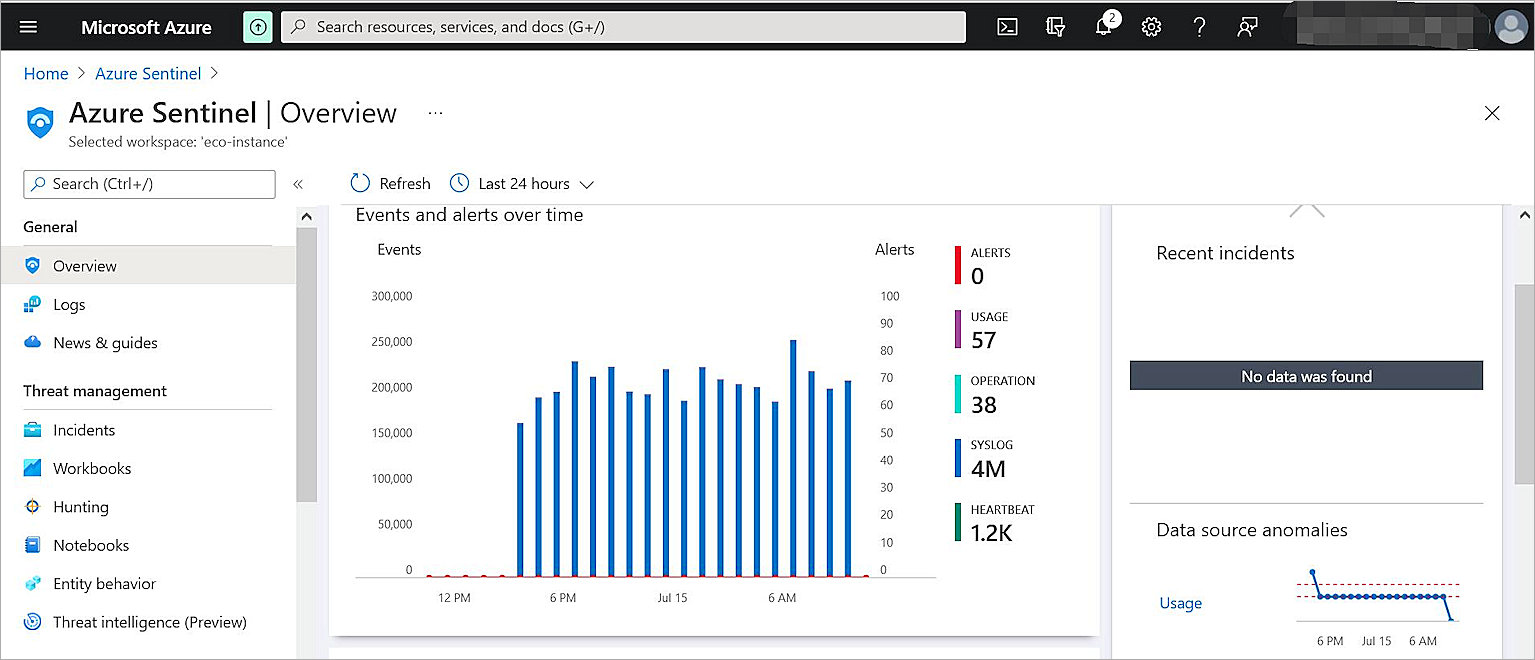 Microsoft Azure
Search resources, services, and docs (G+/)
2
Home > Azure Sentinel >
Azure Sentinel | Overview ...
Selected workspace: 'eco-instance'
Search (Ctrl+/)
«
Refresh
Last 24 hours
General
Overview
Logs
News & guides
Threat management
Incidents
Workbooks
Hunting
Notebooks
Entity behavior
Threat intelligence (Preview)
Events and alerts over time
Events
Alerts
300,000
250,000
200,000
150,000
100,000
50,000
0
100
90
80
70
60
50
40
30
20
10
0
12 PM
6 PM
Jul 15
6 AM
ALERTS
0
USAGE
57
OPERATION
38
SYSLOG
4M
HEARTBEAT
1.2K
Recent incidents
No data was found
Data source anomalies
Usage
6 PM
Jul 15
6 AM